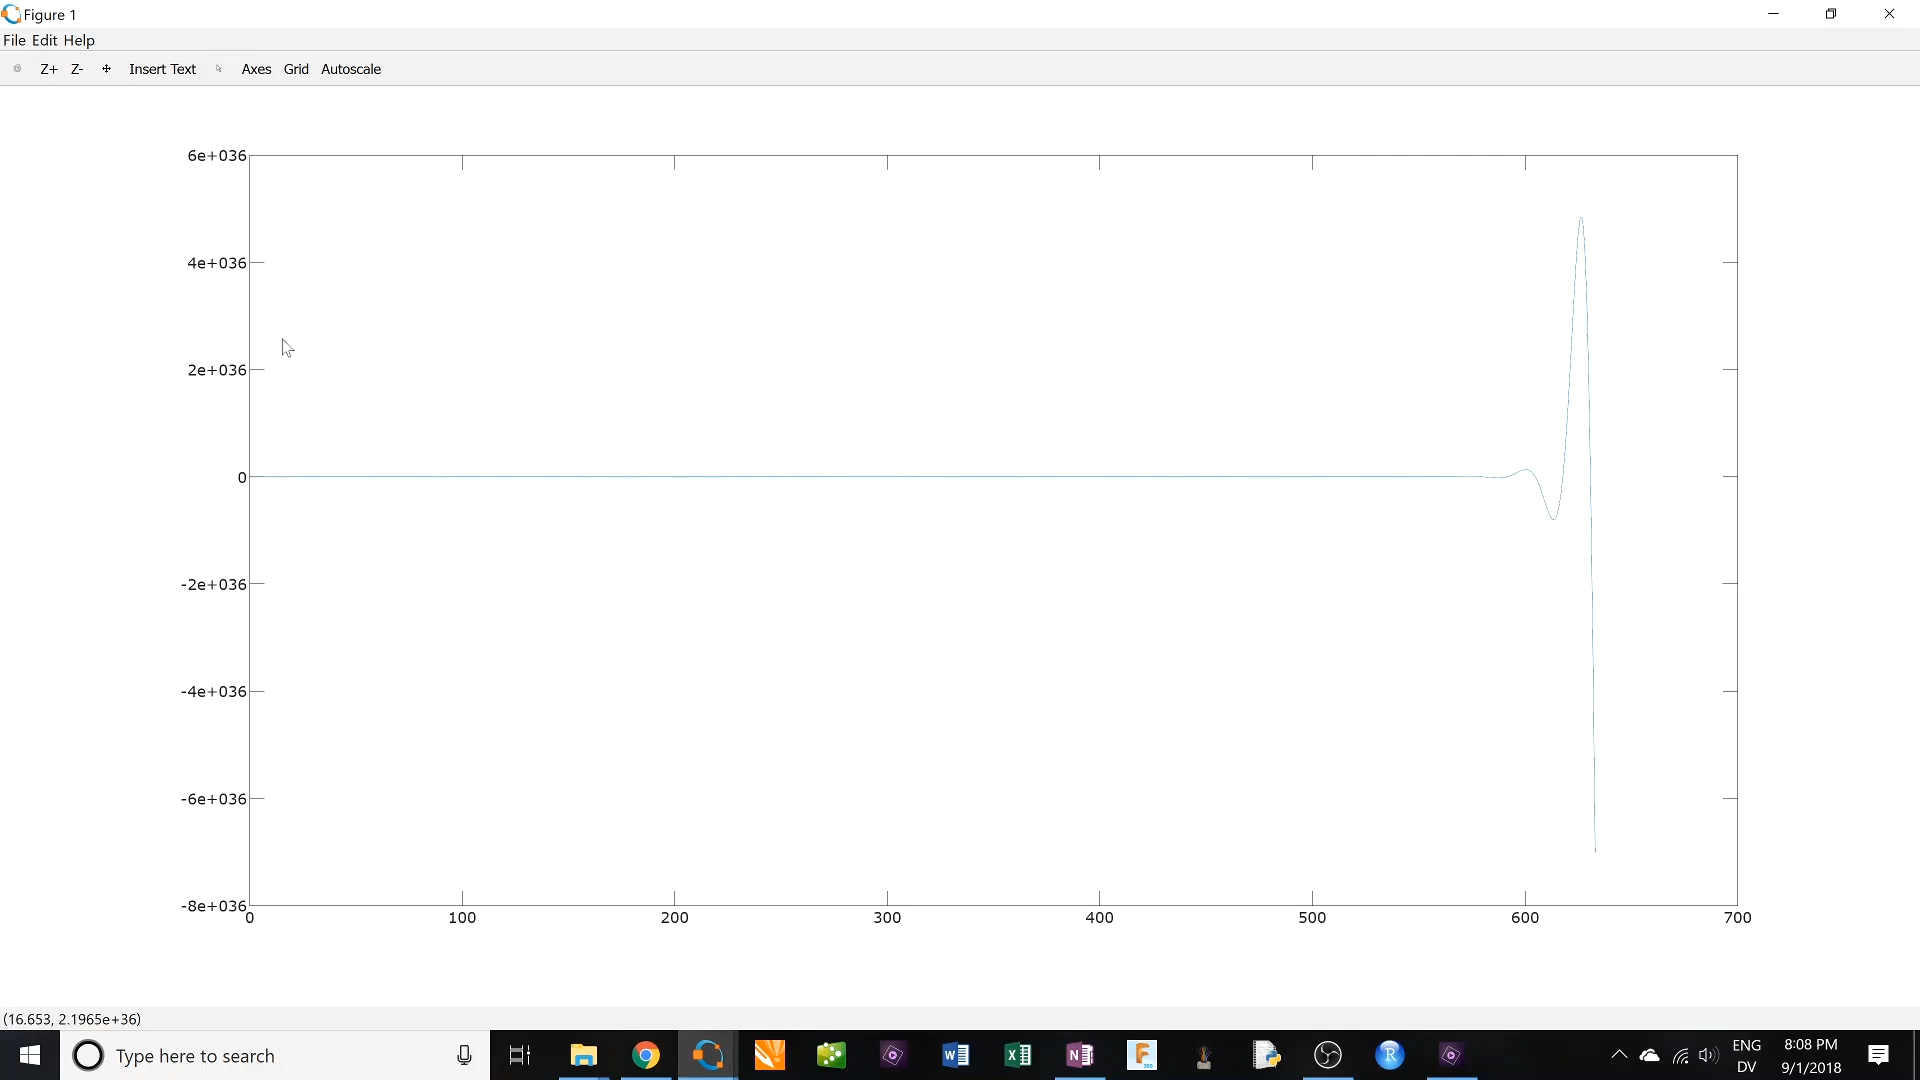 Figure 1
File Edit Help
Z+ Z- Insert Text Axes Grid Autoscale
6e+036
4e+036
2e+036
0
-2e+036
-4e+036
-6e+036
-8e+036
0 100 200 300 400 500 600 700
(16.653, 2.1965e+36)
Type here to search
ENG
DV
8:08 PM
9/1/2018